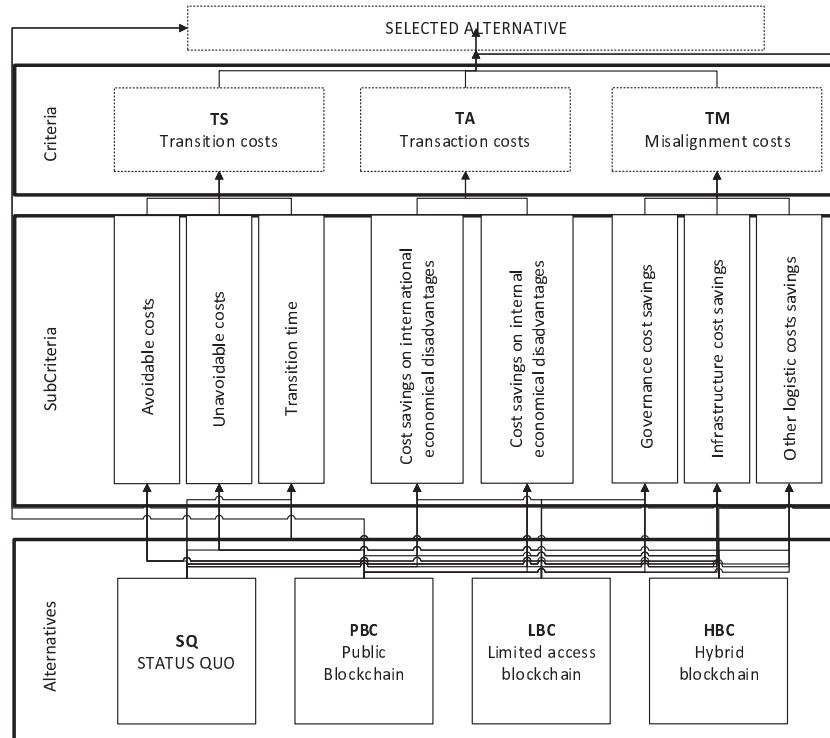 SELECTED ALTERNATIVE
Criteria
TS
Transition costs
TA
Transaction costs
TM
Misalignment costs
SubCriteria
Avoidable costs
Unavoidable costs
Transition time
Cost savings on international
economical disadvantages
Cost savings on internal
economical disadvantages
Governance cost savings
Infrastructure cost savings
Other logistic costs savings
Alternatives
SQ
STATUS QUO
PBC
Public
Blockchain
LBC
Limited access
blockchain
HBC
Hybrid
blockchain